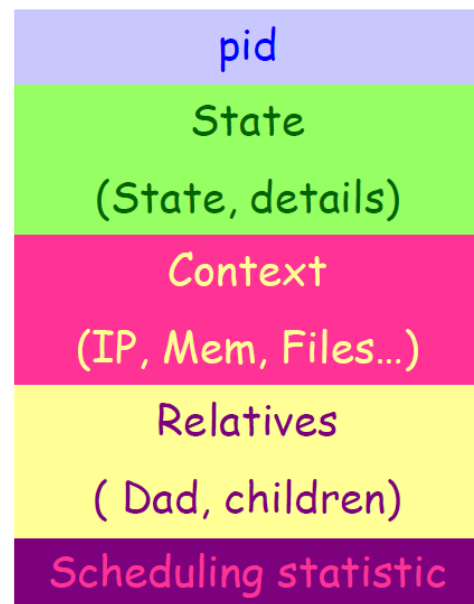 pid
State
(State, details)
Context
(IP, Mem, Files…)
Relatives
( Dad, children)
Scheduling statistic